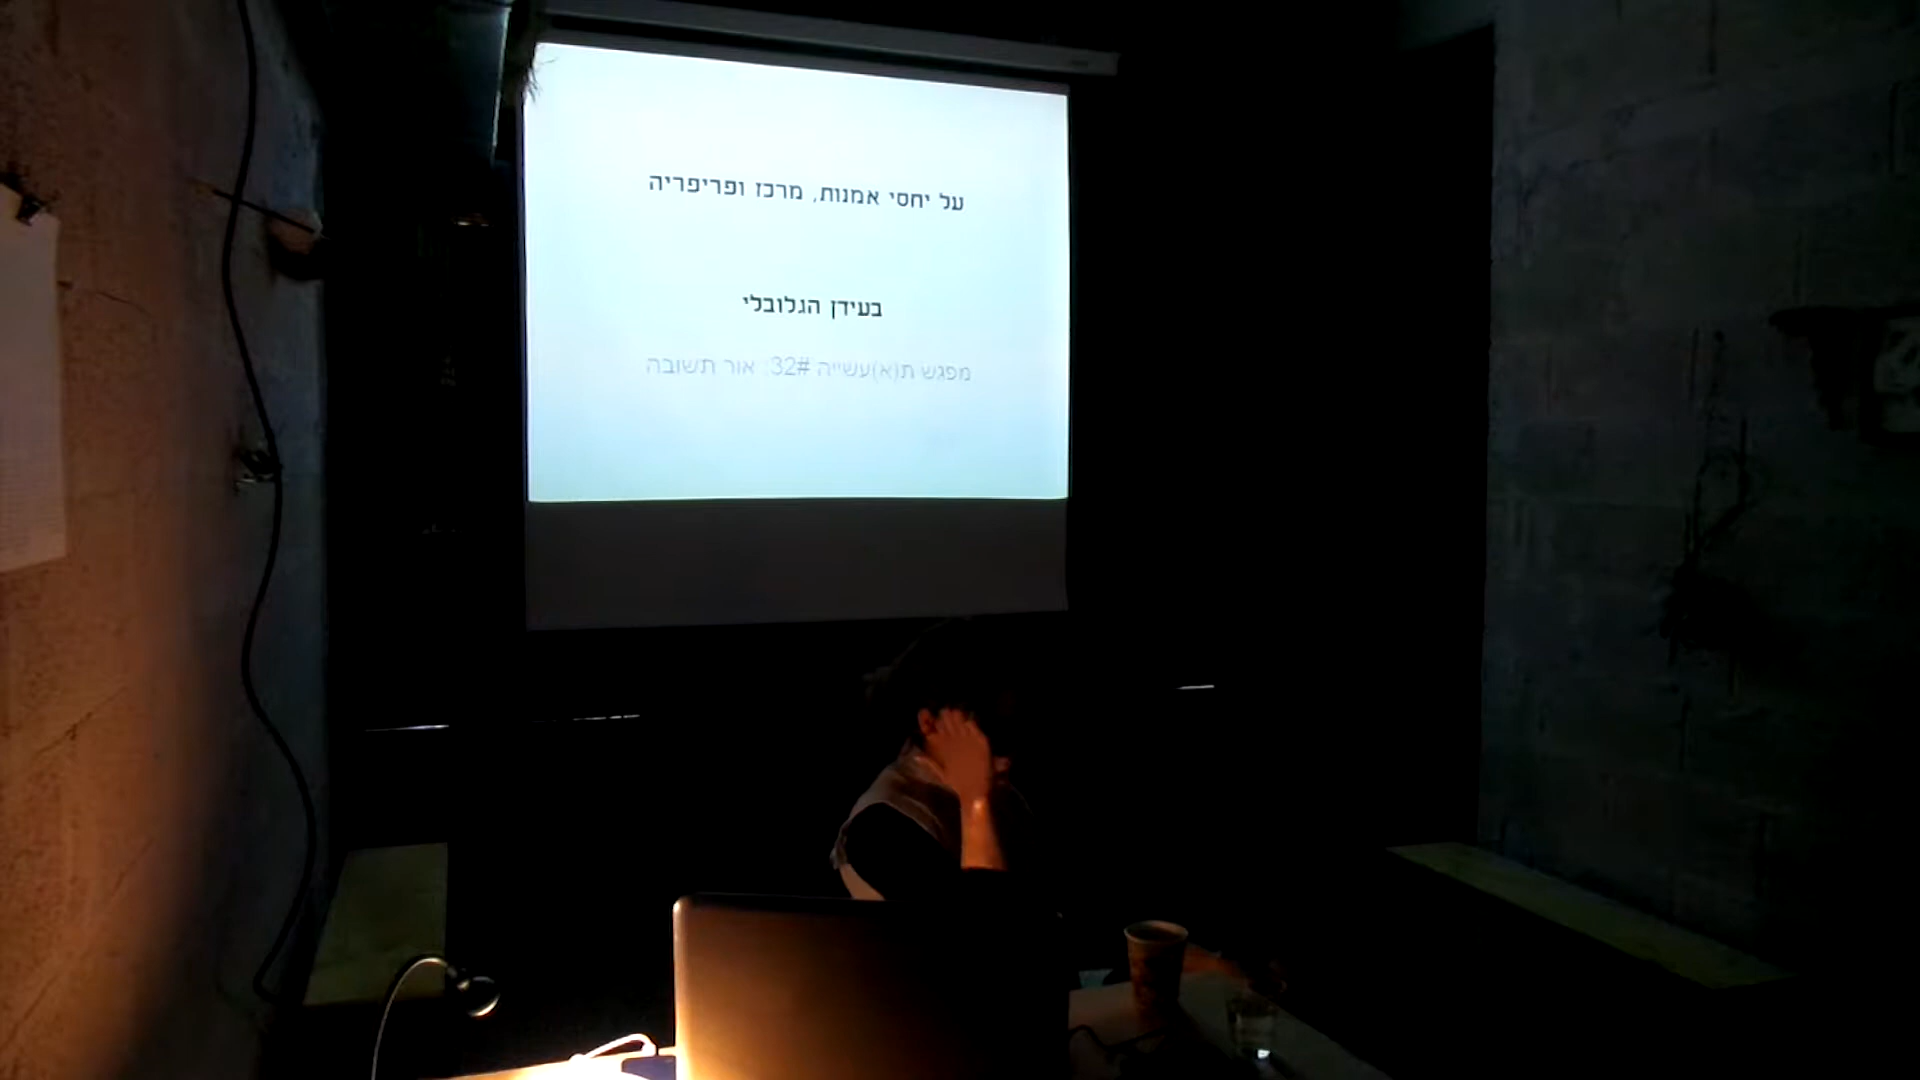 על יחסי אמנות, מרכז ופריפריה
בעידן הגלובלי
מפגש ת(א)עשייה #32: אור תשובה